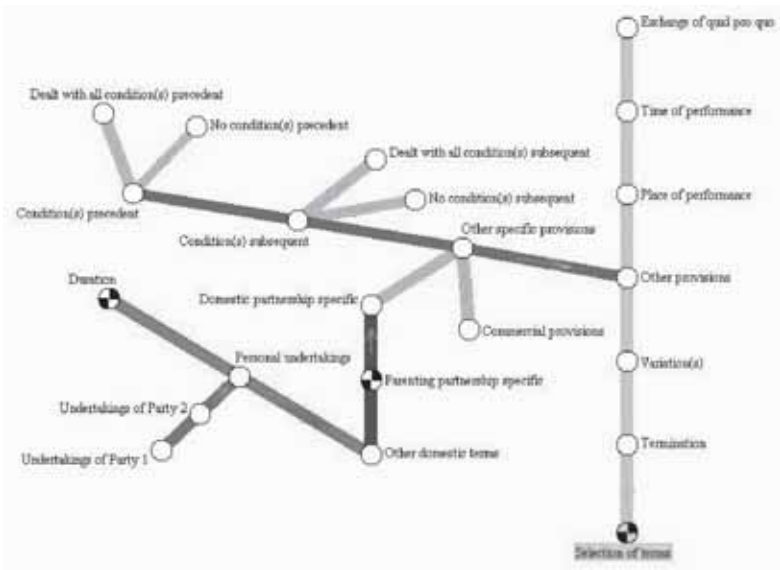 Exchange of quid pro quo
Dealt with all condition(s) precedent
No condition(s) precedent
Time of performance
Dealt with all condition(s) subsequent
No condition(s) subsequent
Place of performance
Condition(s) precedent
Condition(s) subsequent
Other specific provisions
Other provisions
Duration
Domestic partnership specific
Commercial provisions
Personal undertakings
Variation(s)
Parenting partnership specific
Undertakings of Party 2
Undertakings of Party 1
Other domestic terms
Termination
Selection of terms